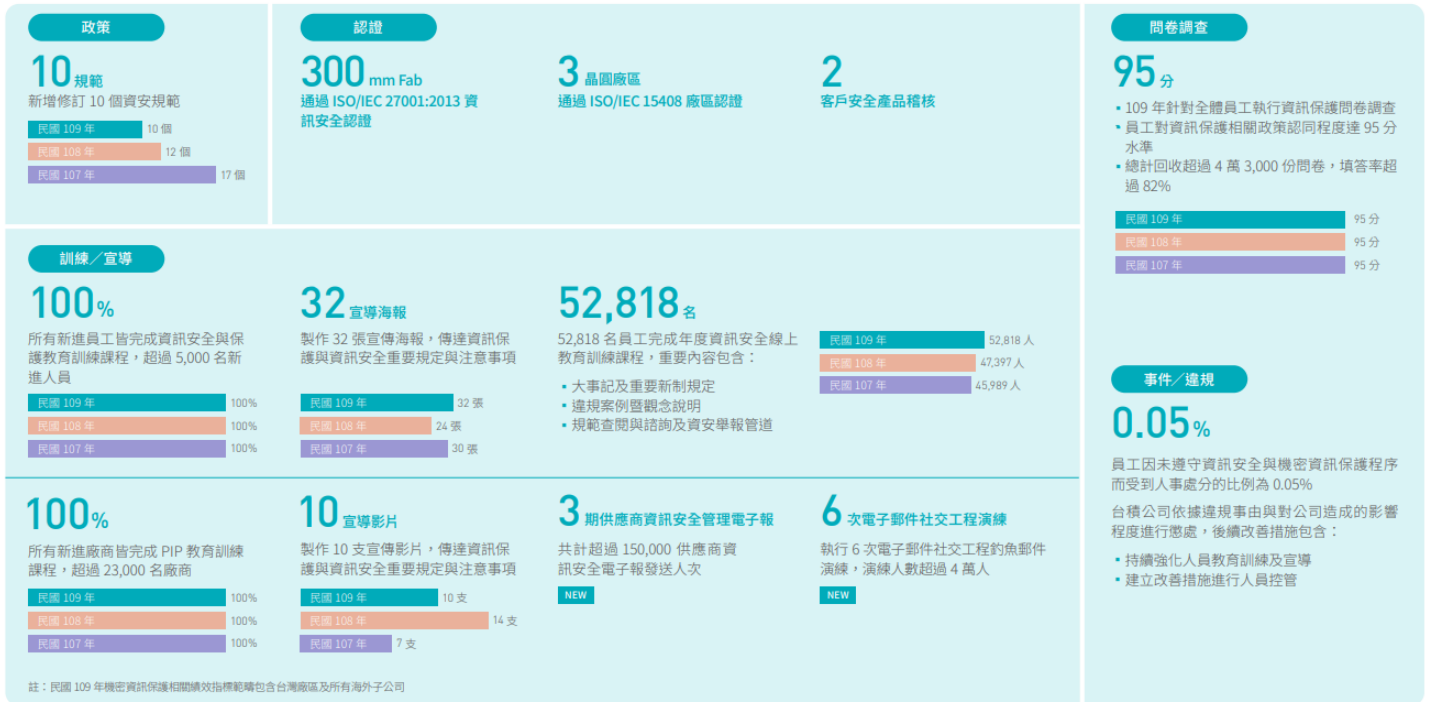 政策
10 規範
新增修訂 10 個資安規範
民國 109 年 10 個
民國 108 年 12 個
民國 107 年 17 個
認證
300 mm Fab
通過 ISO/IEC 27001:2013 資
訊安全認證
3 晶圓廠區
通過 ISO/IEC 15408 廠區認證
2
客戶安全產品稽核
問卷調查
95 分
▪ 109 年針對全體員工執行資訊保護問卷調查
▪ 員工對資訊保護相關政策認同程度達 95 分
水準
▪ 總計回收超過 4 萬 3,000 份問卷，填答率超
過 82%
民國 109 年 95 分
民國 108 年 95 分
民國 107 年 95 分
訓練／宣導
100%
所有新進員工皆完成資訊安全與保
護教育訓練課程，超過 5,000 名新
進人員
民國 109 年 100%
民國 108 年 100%
民國 107 年 100%
32 宣導海報
製作 32 張宣傳海報，傳達資訊保
護與資訊安全重要規定與注意事項
民國 109 年 32 張
民國 108 年 24 張
民國 107 年 30 張
52,818 名
52,818 名員工完成年度資訊安全線上
教育訓練課程，重要內容包含：
▪ 大事記及重要新制規定
▪ 違規案例暨觀念說明
▪ 規範查閱與諮詢及資安舉報管道
民國 109 年 52,818 人
民國 108 年 47,397 人
民國 107 年 45,989 人
100%
所有新進廠商皆完成 PIP 教育訓練
課程，超過 23,000 名廠商
民國 109 年 100%
民國 108 年 100%
民國 107 年 100%
10 宣導影片
製作 10 支宣傳影片，傳達資訊保
護與資訊安全重要規定與注意事項
民國 109 年 10 支
民國 108 年 14 支
民國 107 年 7 支
3 期供應商資訊安全管理電子報
共計超過 150,000 供應商資
訊安全電子報發送人次
NEW
6 次電子郵件社交工程演練
執行 6 次電子郵件社交工程釣魚郵件
演練，演練人數超過 4 萬人
NEW
事件／違規
0.05%
員工因未遵守資訊安全與機密資訊保護程序
而受到人事處分的比例為 0.05%
台積公司依據違規事由與對公司造成的影響
程度進行懲處，後續改善措施包含：
▪ 持續強化人員教育訓練及宣導
▪ 建立改善措施進行人員控管
註：民國 109 年機密資訊保護相關績效指標範疇包含台灣廠區及所有海外子公司